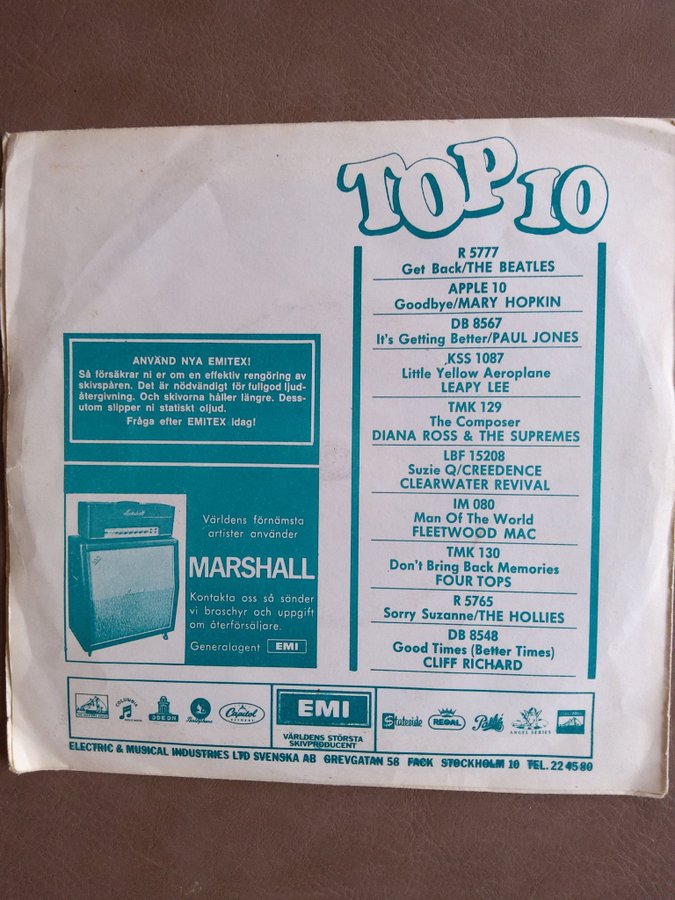 TOP 10
R 5777
Get Back/THE BEATLES
APPLE 10
Goodbye/MARY HOPKIN
DB 8567
It's Getting Better/PAUL JONES
KSS 1087
Little Yellow Aeroplane
LEAPY LEE
TMK 129
The Composer
DIANA ROSS & THE SUPREMES
LBF 15208
Suzie Q/CREEDENCE
CLEARWATER REVIVAL
IM 080
Man Of The World
FLEETWOOD MAC
TMK 130
Don't Bring Back Memories
FOUR TOPS
R 5765
Sorry Suzanne/THE HOLLIES
DB 8548
Good Times (Better Times)
CLIFF RICHARD
ANVÄND NYA EMITEX!
Så försäkrar ni er om en effektiv rengöring av
skivspåren. Det är nödvändigt för fullgod ljud-
återgivning. Och skivorna håller längre. Dess-
utom slipper ni statiskt oljud.
Fråga efter EMITEX idag!
Marshall
Världens förnämsta
artister använder
MARSHALL
Kontakta oss så sänder
vi broschyr och uppgift
om återförsäljare.
Generalagent EMI
COLUMBIA
ODEON
Parlophone
Capitol
RECORDS
EMI
VÄRLDENS STÖRSTA
SKIVPRODUCENT
Stateside
REGAL
Pathé
ANGEL SERIES
ELECTRIC & MUSICAL INDUSTRIES LTD SVENSKA AB GREVGATAN 58 FACK STOCKHOLM 10 TEL. 22 45 80